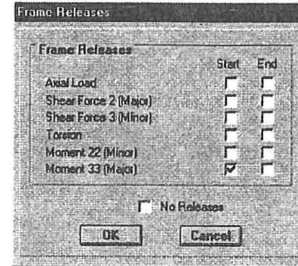 Frame Releases
Frame Releases
Start End
Axial Load
Shear Force 2 (Major)
Shear Force 3 (Minor)
Torsion
Moment 22 (Minor)
Moment 33 (Major)
No Releases
OK Cancel